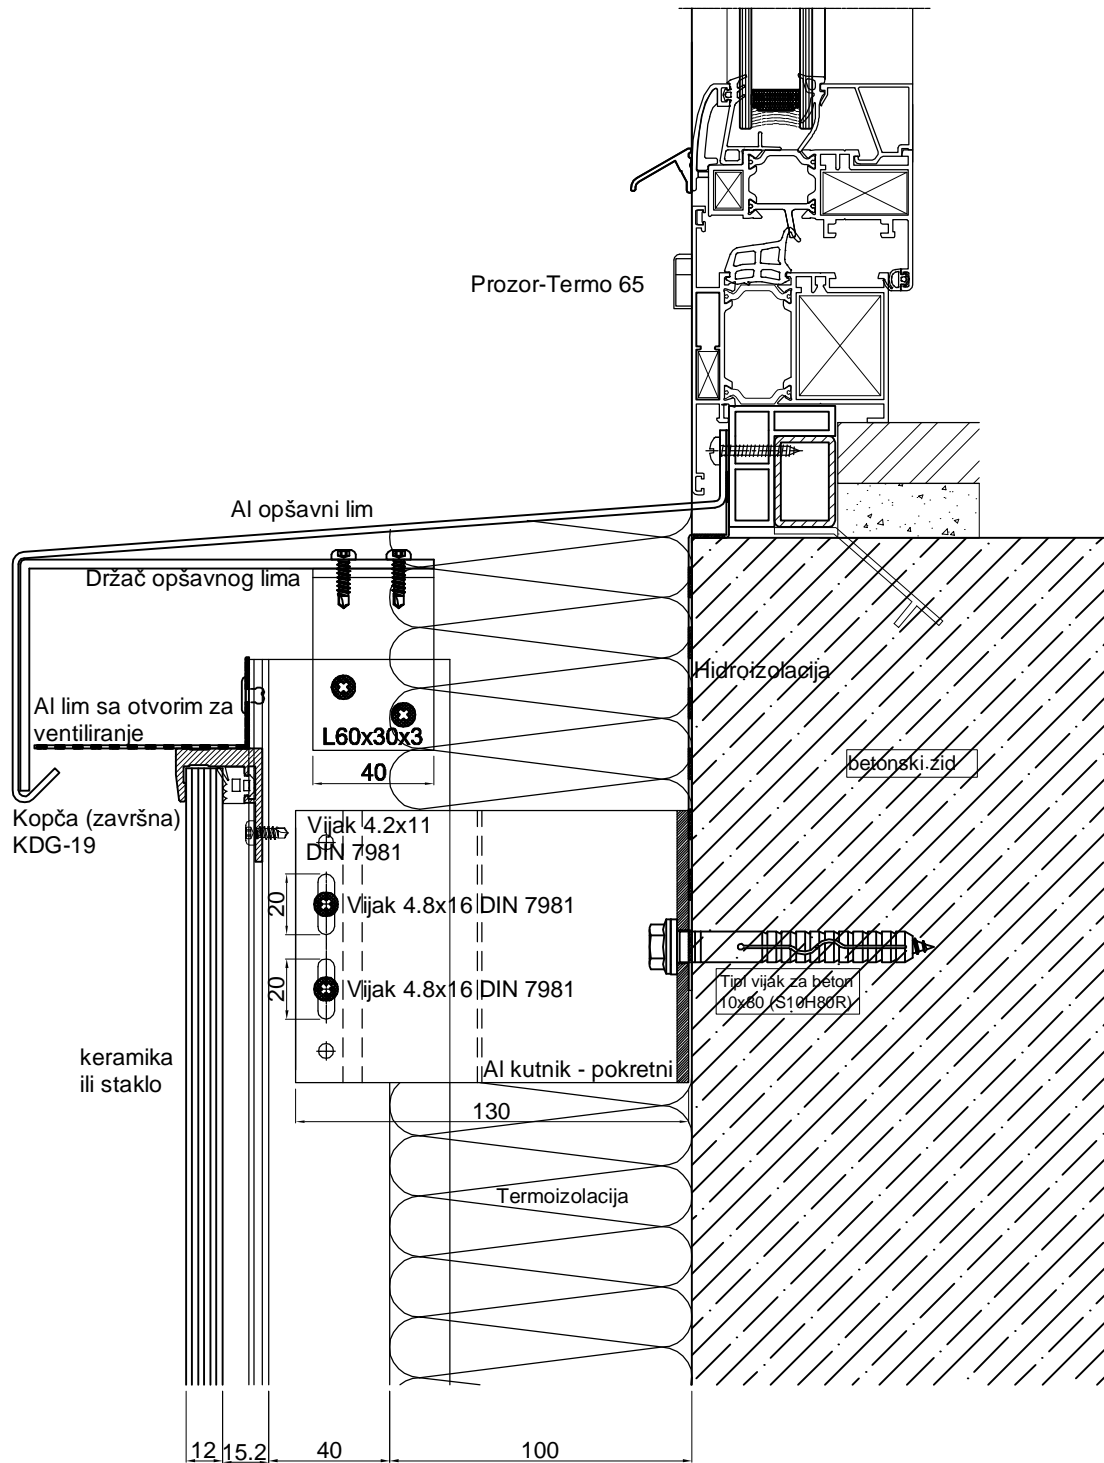 Prozor-Termo 65
Al opšavni lim
Držač opšavnog lima
Hidroizolacija
Al lim sa otvorim za
ventiliranje
L60x30x3
40
betonski zid
Kopča (završna)
KDG-19
Vijak 4.2x11
DIN 7981
20
Vijak 4.8x16 DIN 7981
20
Vijak 4.8x16 DIN 7981
Tipl vijak za beton
10x80 (S10H80R)
keramika
ili staklo
Al kutnik - pokretni
130
Termoizolacija
12
15.2
40
100